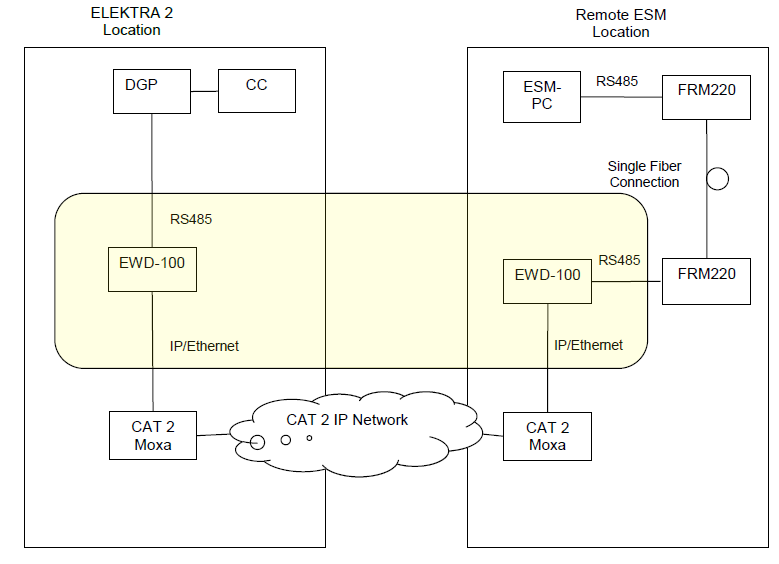 ELEKTRA 2
Location
DGP
CC
RS485
EWD-100
IP/Ethernet
CAT 2
Moxa
CAT 2 IP Network
Remote ESM
Location
ESM-
PC
RS485
FRM220
Single Fiber
Connection
EWD-100
RS485
FRM220
IP/Ethernet
CAT 2
Moxa